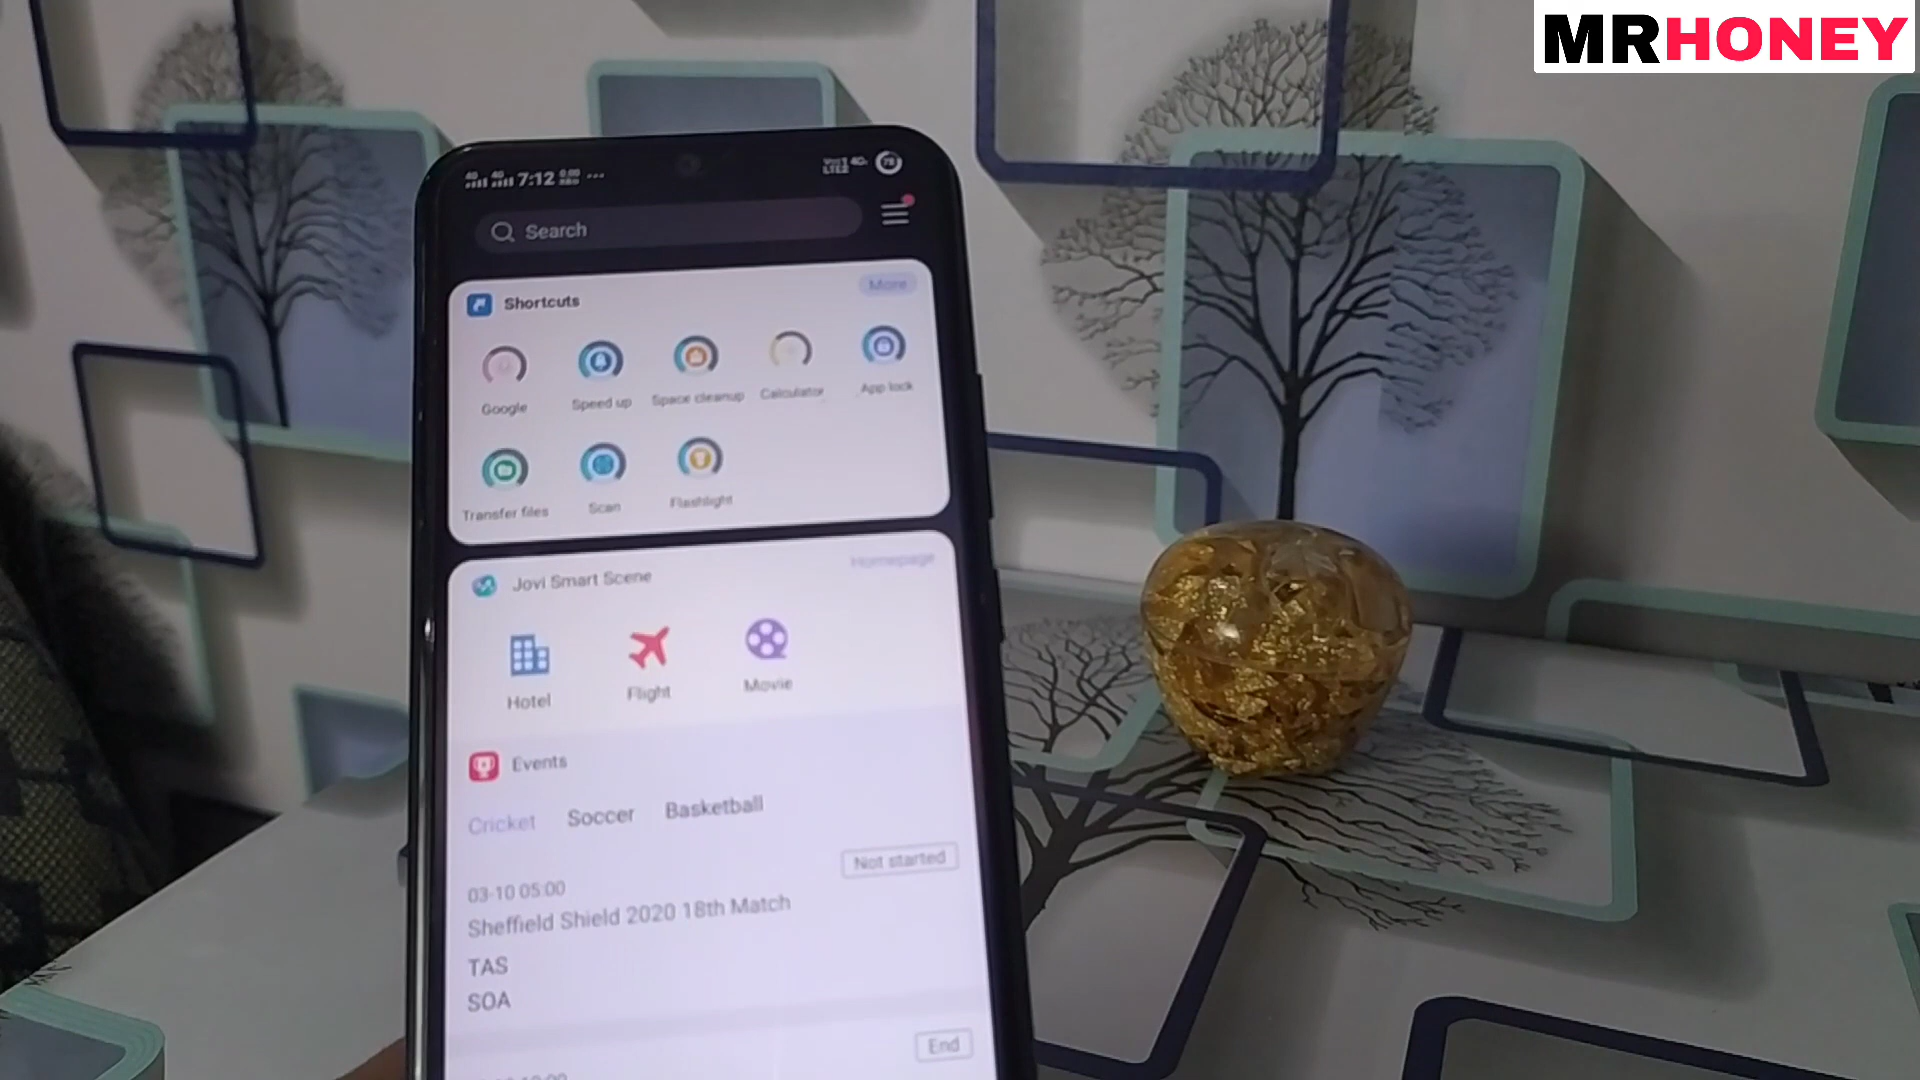 MRHONEY
7:12
78
Search
Shortcuts
More
Google
Speed up
Space cleanup
Calculator
App lock
Transfer files
Scan
Flashlight
Jovi Smart Scene
Homepage
Hotel
Flight
Movie
Events
Cricket
Soccer
Basketball
Not started
03-10 05:00
Sheffield Shield 2020 18th Match
TAS
SOA
End